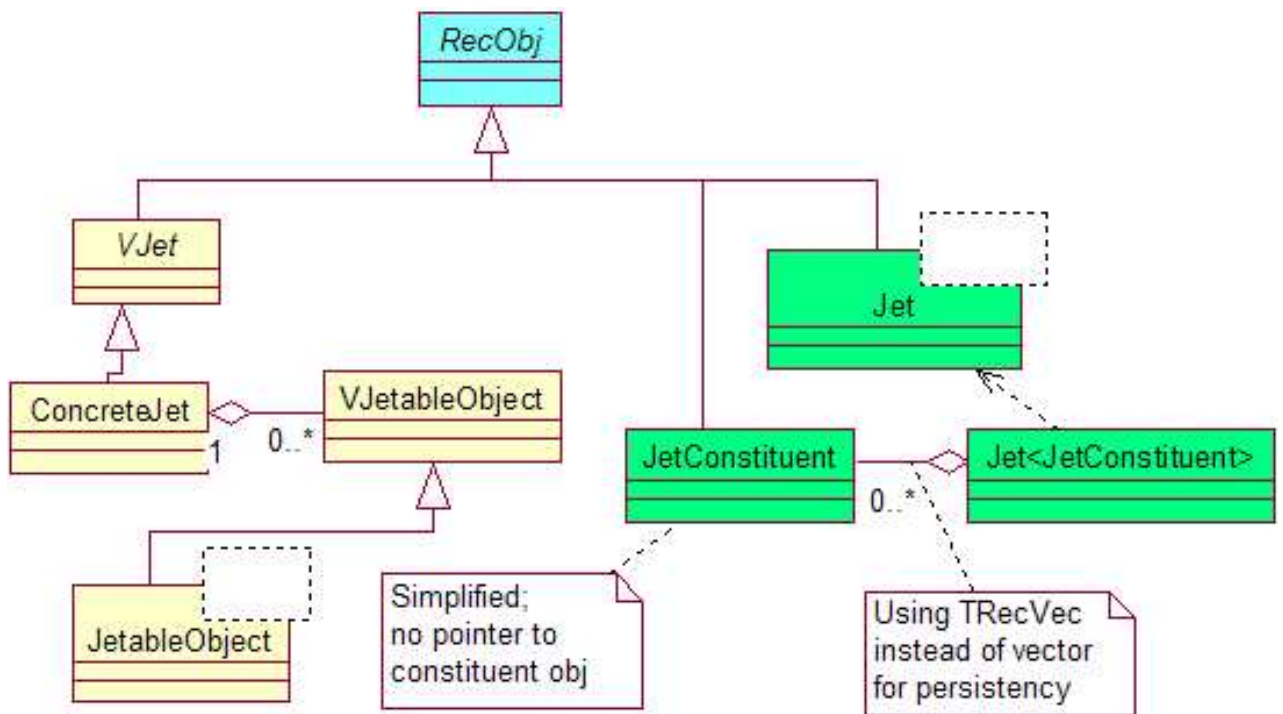 RecObj
VJet
Jet
ConcreteJet
VJetableObject
1
0..*
JetConstituent
Jet<JetConstituent>
0..*
JetableObject
Simplified;
no pointer to
constituent obj
Using TRecVec
instead of vector
for persistency